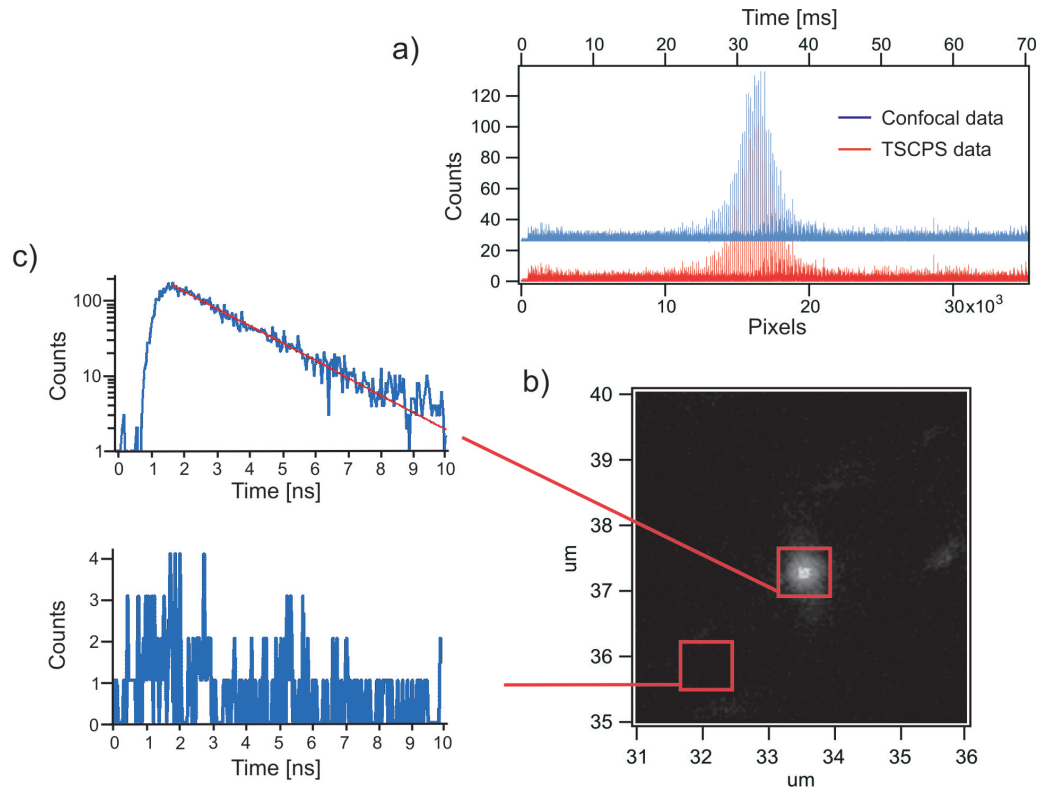 a)
Time [ms]
0 10 20 30 40 50 60 70
120
100
80
60
40
20
0
Counts
Confocal data
TSCPS data
0 10 20 30x10³
Pixels
c)
100
10
1
Counts
0 1 2 3 4 5 6 7 8 9 10
Time [ns]
4
3
2
1
0
Counts
0 1 2 3 4 5 6 7 8 9 10
Time [ns]
b)
40
39
38
37
36
35
um
31 32 33 34 35 36
um